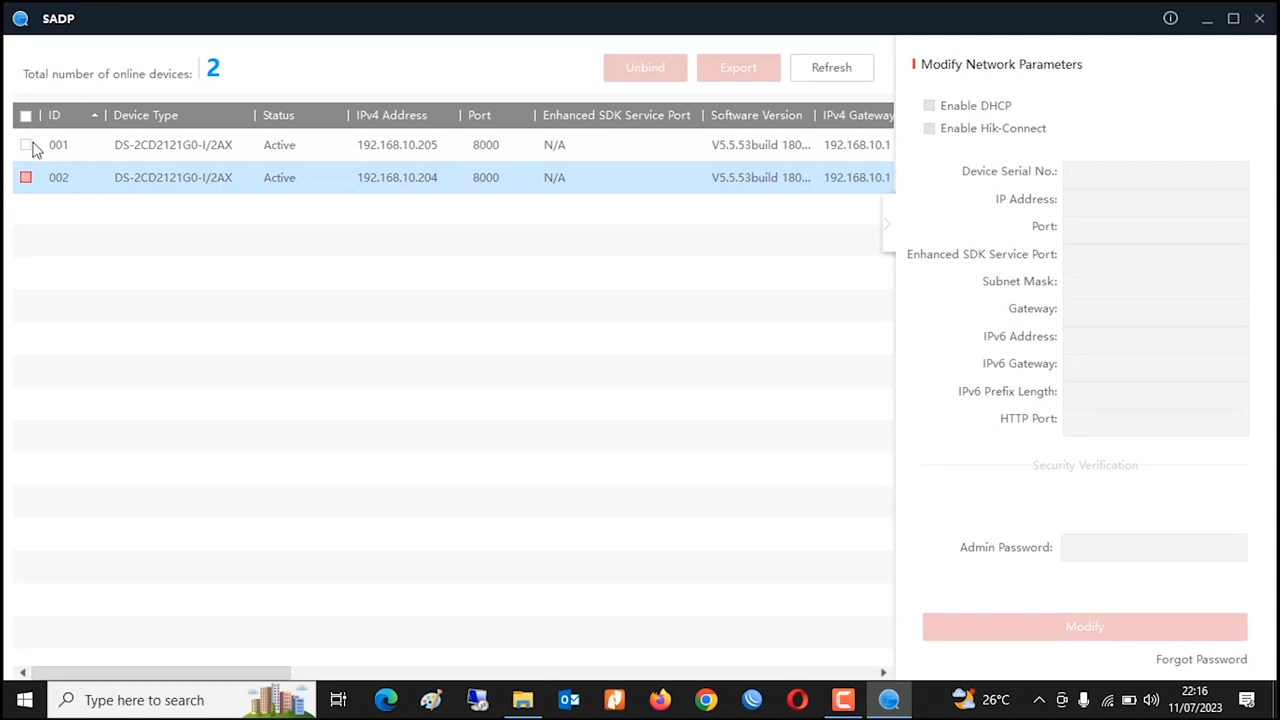 SADP
Total number of online devices: 2
Unbind Export Refresh
ID Device Type Status IPv4 Address Port Enhanced SDK Service Port Software Version IPv4 Gateway
001 DS-2CD2121G0-I/2AX Active 192.168.10.205 8000 N/A V5.5.53build 180... 192.168.10.1
002 DS-2CD2121G0-I/2AX Active 192.168.10.204 8000 N/A V5.5.53build 180... 192.168.10.1
Modify Network Parameters
Enable DHCP
Enable Hik-Connect
Device Serial No.:
IP Address:
Port:
Enhanced SDK Service Port:
Subnet Mask:
Gateway:
IPv6 Address:
IPv6 Gateway:
IPv6 Prefix Length:
HTTP Port:
Security Verification
Admin Password:
Modify
Forgot Password
Type here to search
26°C
22:16
11/07/2023